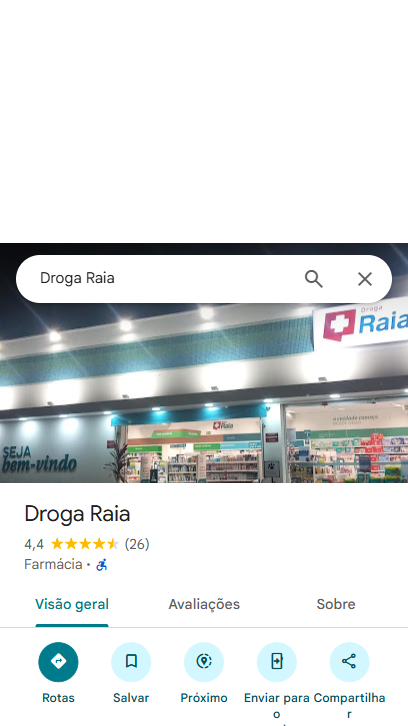 Droga Raia
Droga
Raia
Raia
SEJA
bem-vindo
Droga Raia
4,4 (26)
Farmácia ·
Visão geral
Avaliações
Sobre
Rotas
Salvar
Próximo
Enviar para
o
Compartilha
r